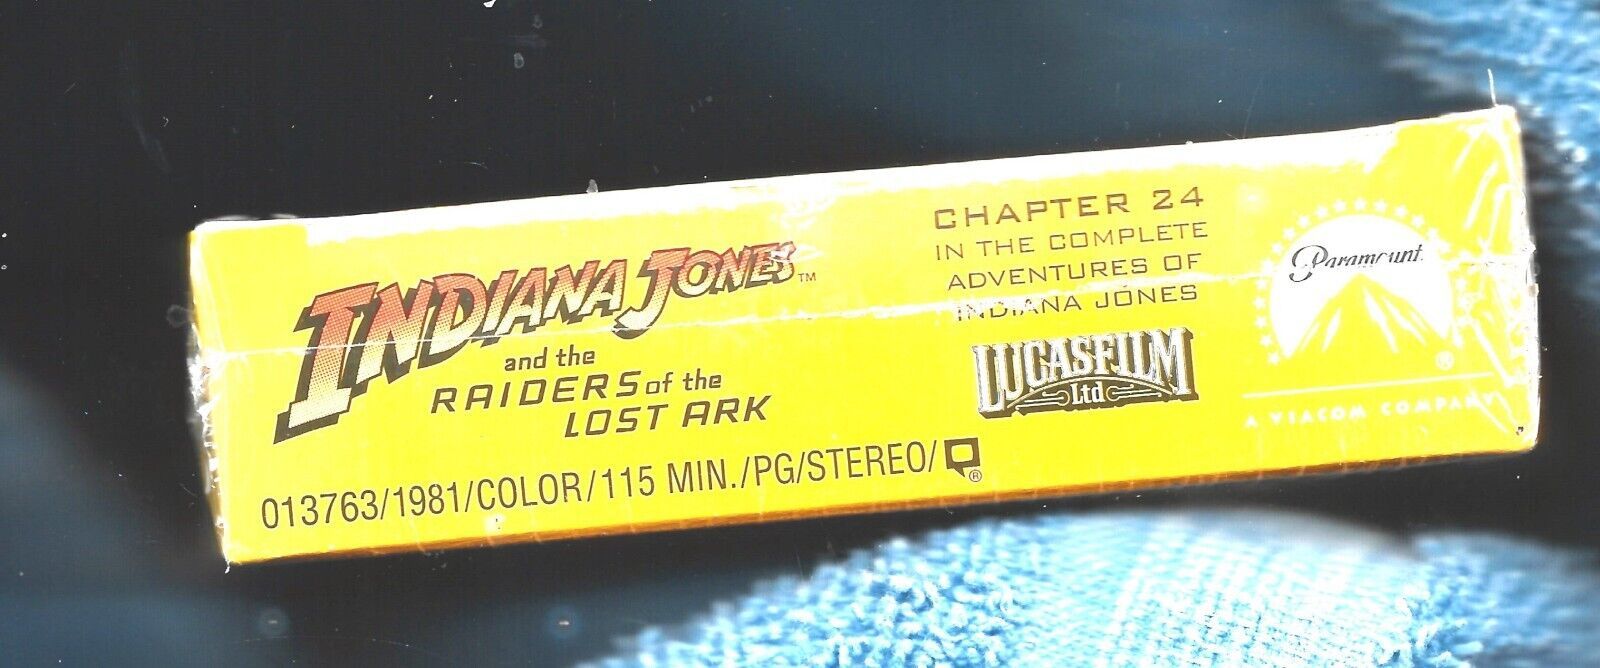 INDIANA JONES™
and the
RAIDERS of the
LOST ARK
013763/1981/COLOR/115 MIN./PG/STEREO/
®
CHAPTER 24
IN THE COMPLETE
ADVENTURES OF
INDIANA JONES
LUCASFILM
Ltd
Paramount
®
A VIACOM COMPANY